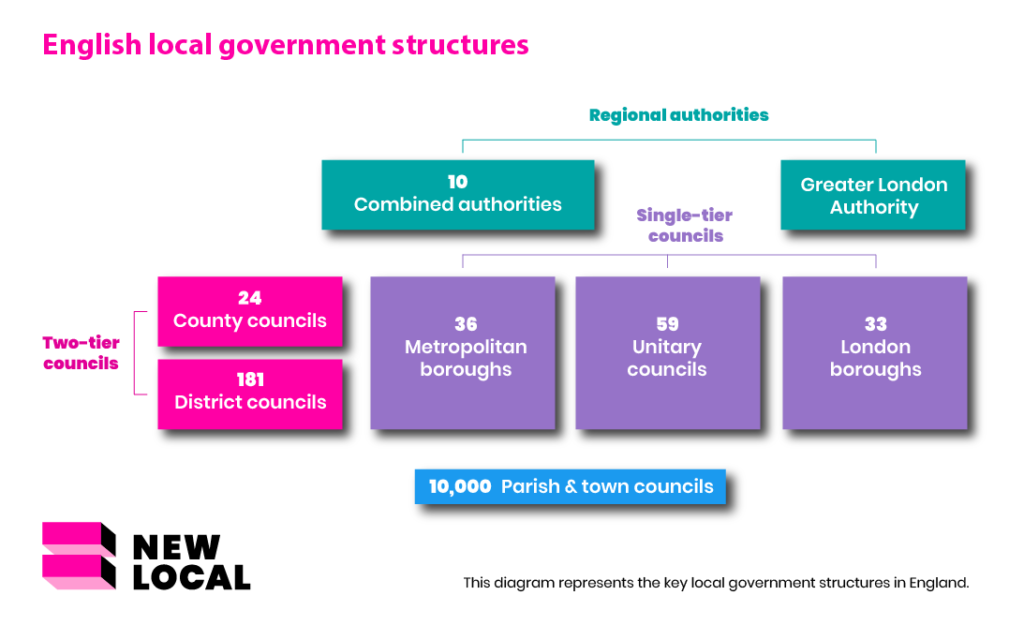 English local government structures
Regional authorities
10
Combined authorities
Greater London
Authority
Single-tier
councils
Two-tier
councils
24
County councils
181
District councils
36
Metropolitan
boroughs
59
Unitary
councils
33
London
boroughs
10,000 Parish & town councils
NEW
LOCAL
This diagram represents the key local government structures in England.